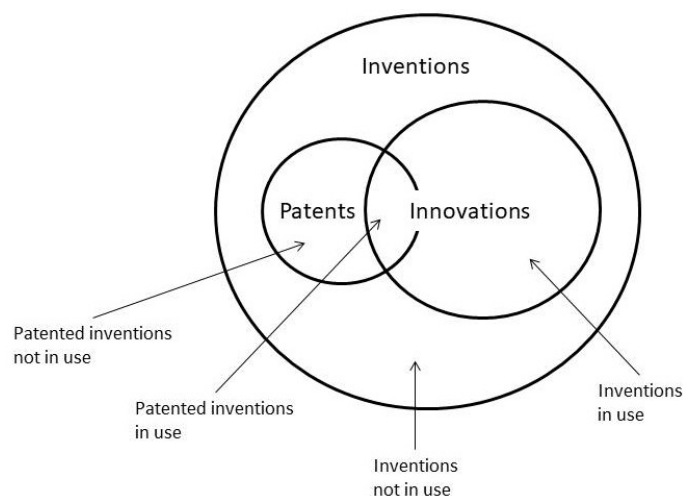 Inventions
Patents
Innovations
Patented inventions
not in use
Patented inventions
in use
Inventions
not in use
Inventions
in use